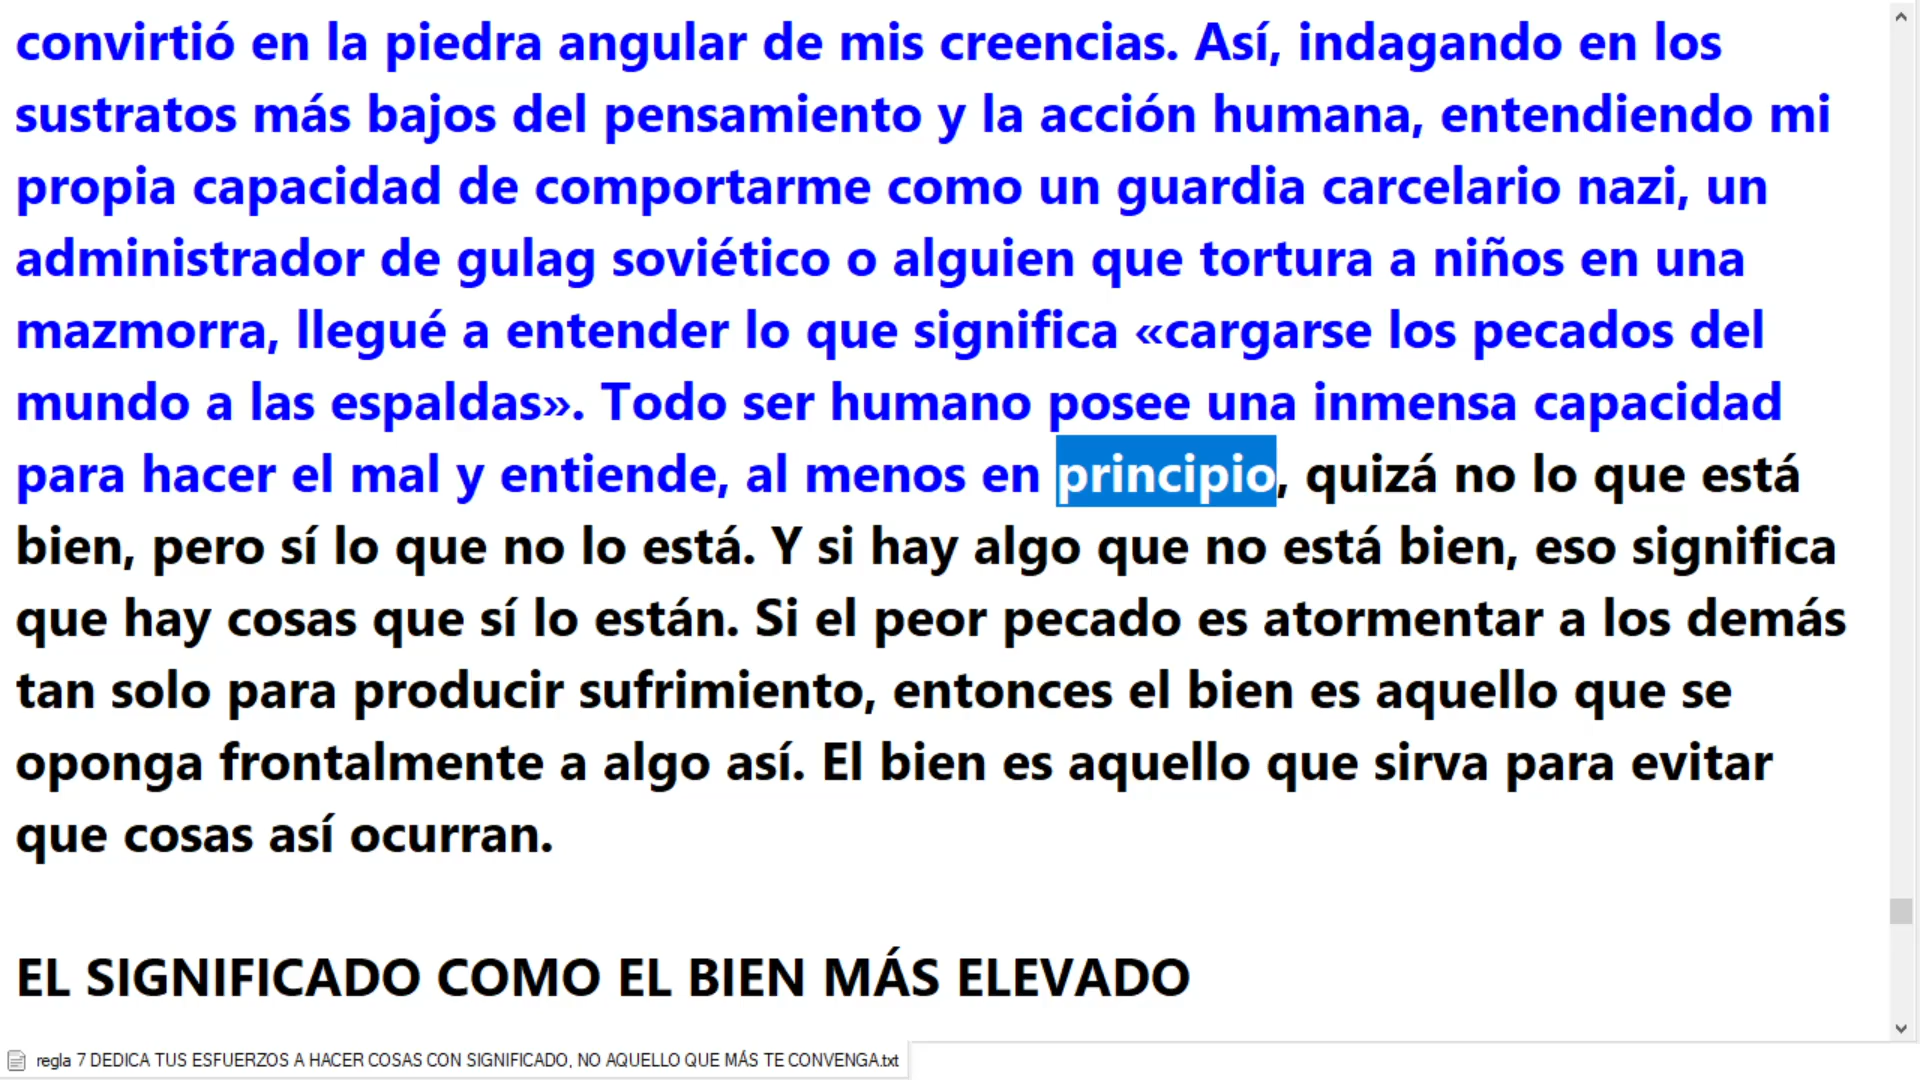 convirtió en la piedra angular de mis creencias. Así, indagando en los
sustratos más bajos del pensamiento y la acción humana, entendiendo mi
propia capacidad de comportarme como un guardia carcelario nazi, un
administrador de gulag soviético o alguien que tortura a niños en una
mazmorra, llegué a entender lo que significa «cargarse los pecados del
mundo a las espaldas». Todo ser humano posee una inmensa capacidad
para hacer el mal y entiende, al menos en principio, quizá no lo que está
bien, pero sí lo que no lo está. Y si hay algo que no está bien, eso significa
que hay cosas que sí lo están. Si el peor pecado es atormentar a los demás
tan solo para producir sufrimiento, entonces el bien es aquello que se
oponga frontalmente a algo así. El bien es aquello que sirva para evitar
que cosas así ocurran.
EL SIGNIFICADO COMO EL BIEN MÁS ELEVADO
regla 7 DEDICA TUS ESFUERZOS A HACER COSAS CON SIGNIFICADO, NO AQUELLO QUE MÁS TE CONVENGA.txt